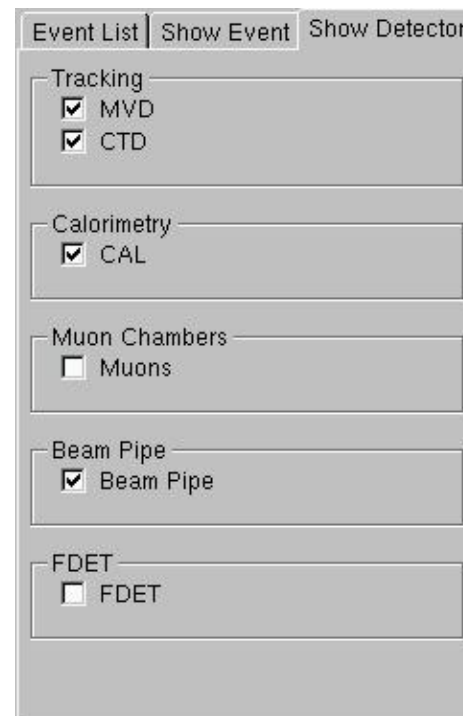 Event List Show Event Show Detector
Tracking
MVD
CTD
Calorimetry
CAL
Muon Chambers
Muons
Beam Pipe
Beam Pipe
FDET
FDET